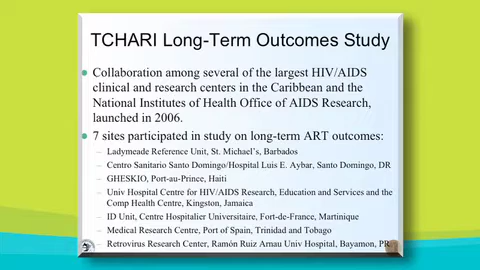 TCHARI Long-Term Outcomes Study
Collaboration among several of the largest HIV/AIDS
clinical and research centers in the Caribbean and the
National Institutes of Health Office of AIDS Research,
launched in 2006.
7 sites participated in study on long-term ART outcomes:
– Ladymeade Reference Unit, St. Michael's, Barbados
– Centro Sanitario Santo Domingo/Hospital Luis E. Aybar, Santo Domingo, DR
– GHESKIO, Port-au-Prince, Haiti
– Univ Hospital Centre for HIV/AIDS Research, Education and Services and the
Comp Health Centre, Kingston, Jamaica
– ID Unit, Centre Hospitalier Universitaire, Fort-de-France, Martinique
– Medical Research Centre, Port of Spain, Trinidad and Tobago
– Retrovirus Research Center, Ramón Ruiz Arnau Univ Hospital, Bayamon, PR